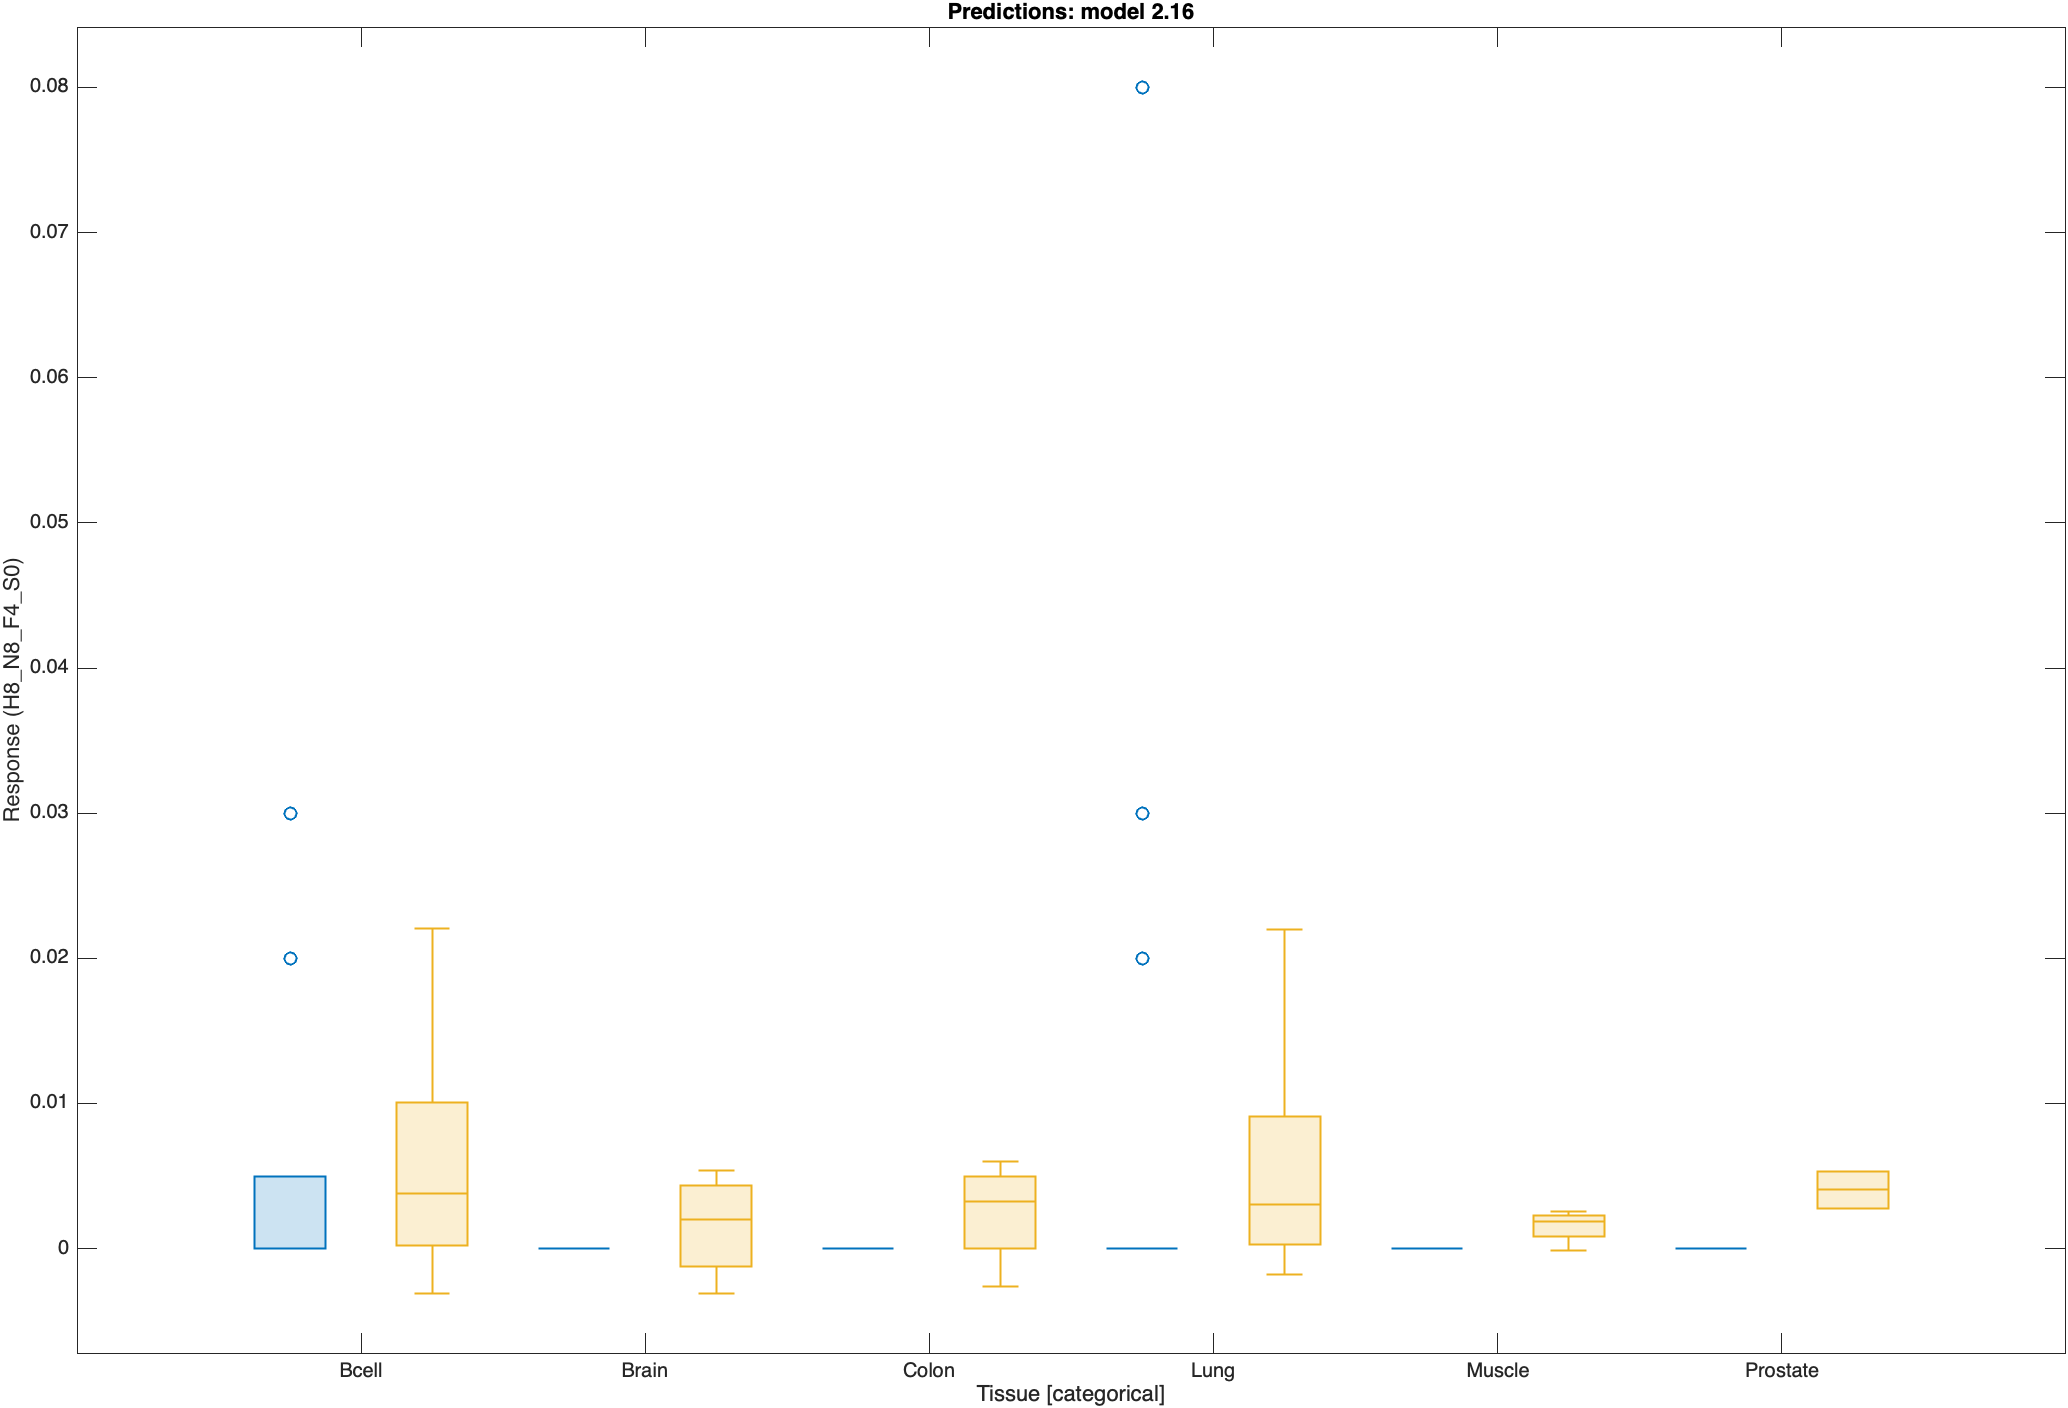 Predictions: model 2.16
0.08
0.07
0.06
0.05
0.04
0.03
0.02
0.01
0
Response (H8_N8_F4_S0)
Bcell Brain Colon Lung Muscle Prostate
Tissue [categorical]